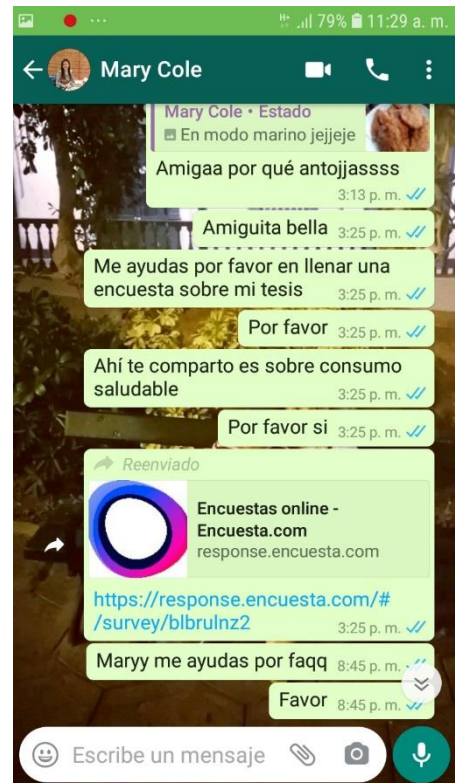 79% 11:29 a. m.
Mary Cole
Mary Cole • Estado
En modo marino jejjeje
Amigaa por qué antojjassss
3:13 p. m.
Amiguita bella 3:25 p. m.
Me ayudas por favor en llenar una
encuesta sobre mi tesis 3:25 p. m.
Por favor 3:25 p. m.
Ahí te comparto es sobre consumo
saludable 3:25 p. m.
Por favor si 3:25 p. m.
Reenviado
Encuestas online -
Encuesta.com
response.encuesta.com
https://response.encuesta.com/#
/survey/blbrulnz2 3:25 p. m.
Maryy me ayudas por faqq 8:45 p. m.
Favor 8:45 p. m.
Escribe un mensaje